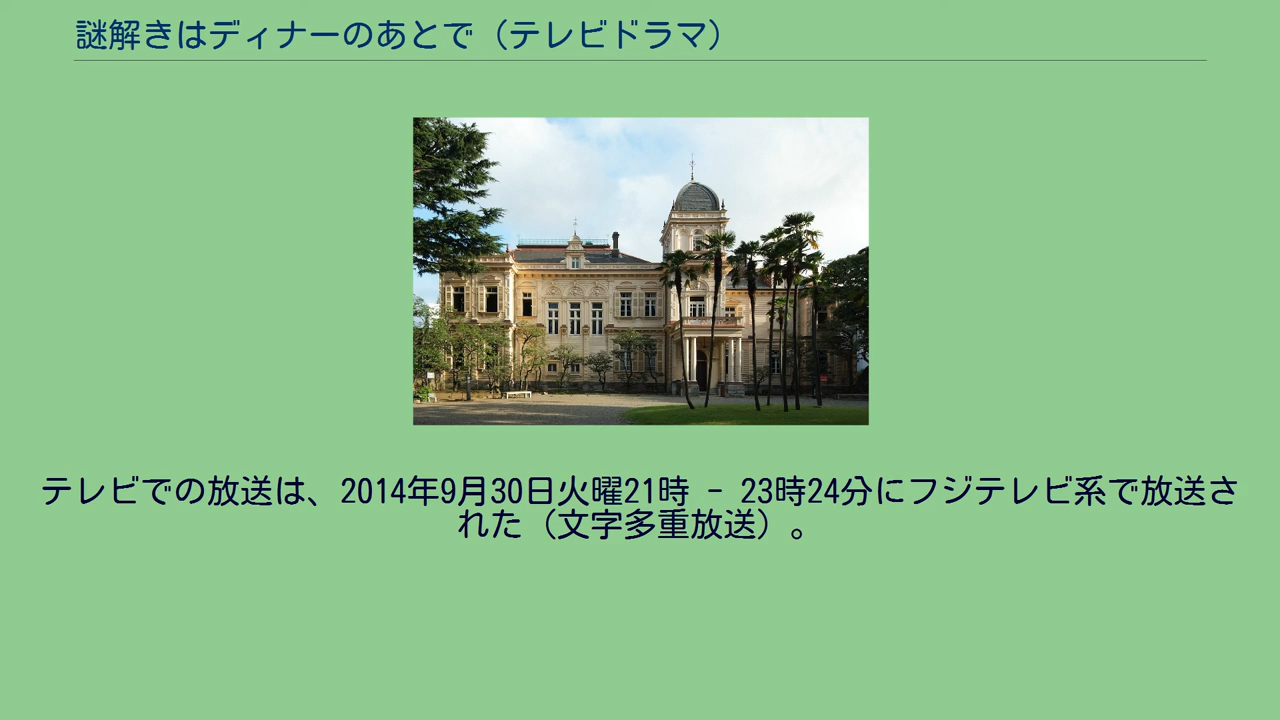 謎解きはディナーのあとで（テレビドラマ）
テレビでの放送は、2014年9月30日火曜21時 - 23時24分にフジテレビ系で放送さ
れた（文字多重放送）。